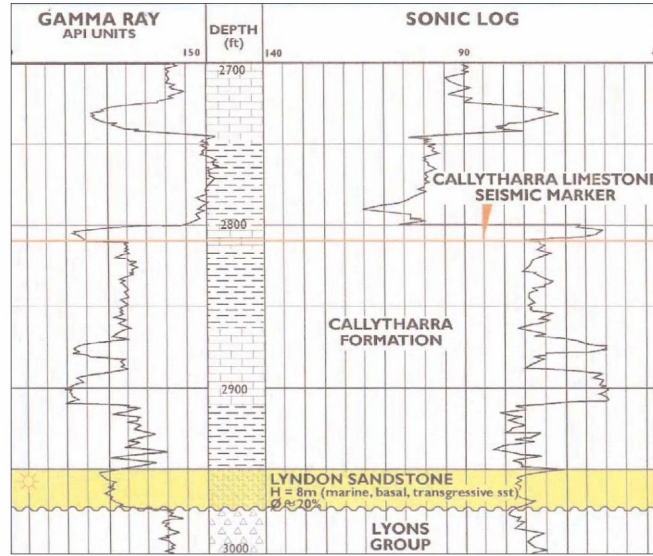 GAMMA RAY
API UNITS
DEPTH
(ft)
SONIC LOG
150
140
90
2700
CALLYTHARRA LIMESTONE
SEISMIC MARKER
2800
CALLYTHARRA
FORMATION
2900
LYNDON SANDSTONE
H = 8m (marine, basal, transgressive sst)
Ø ≈ 20%
LYONS
GROUP
3000